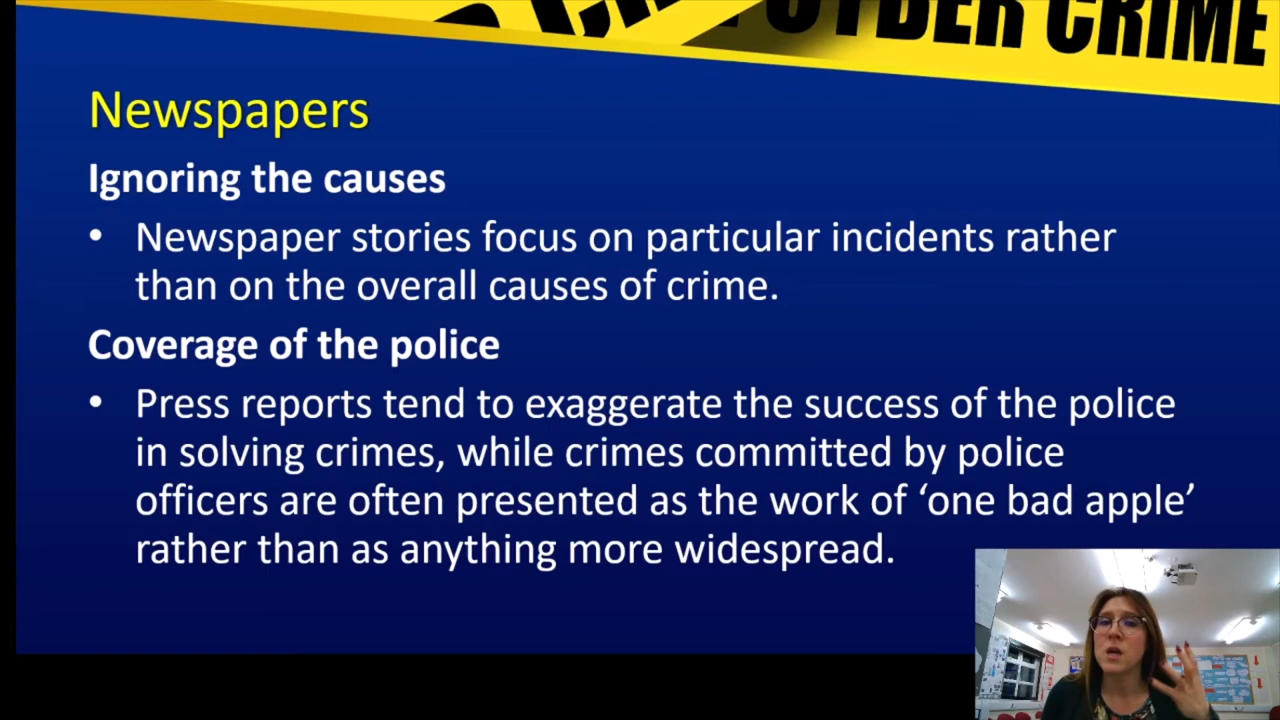 CYBER CRIME
Newspapers
Ignoring the causes
• Newspaper stories focus on particular incidents rather
than on the overall causes of crime.
Coverage of the police
• Press reports tend to exaggerate the success of the police
in solving crimes, while crimes committed by police
officers are often presented as the work of ‘one bad apple’
rather than as anything more widespread.